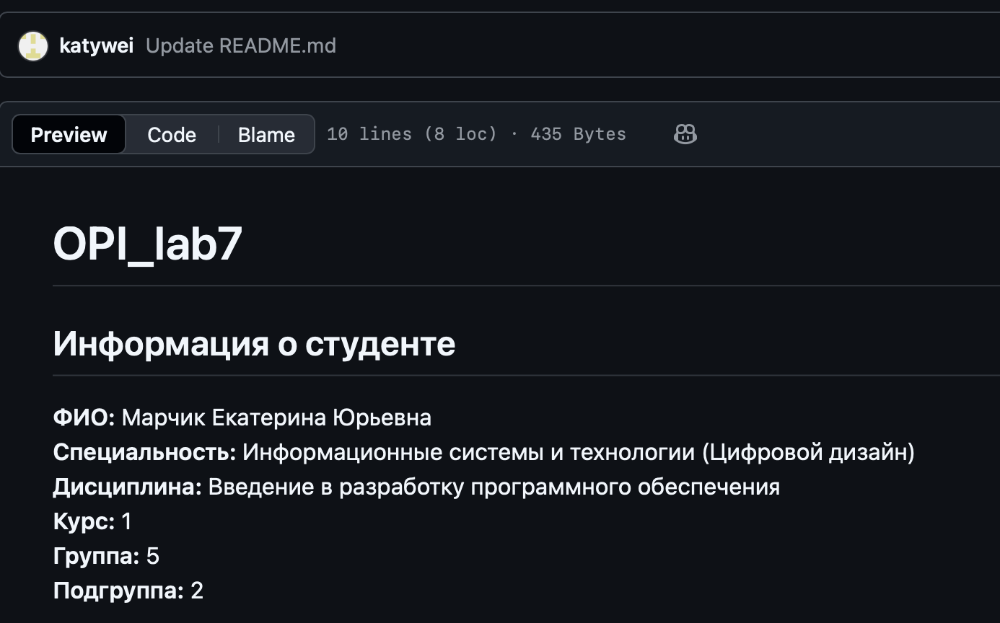 katywei Update README.md
Preview Code Blame 10 lines (8 loc) · 435 Bytes
OPI_lab7
Информация о студенте
ФИО: Марчик Екатерина Юрьевна
Специальность: Информационные системы и технологии (Цифровой дизайн)
Дисциплина: Введение в разработку программного обеспечения
Курс: 1
Группа: 5
Подгруппа: 2